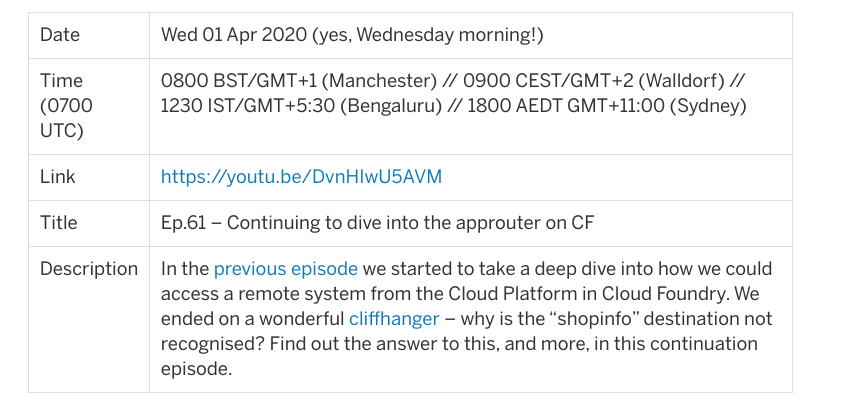 Date
Wed 01 Apr 2020 (yes, Wednesday morning!)
Time
(0700
UTC)
0800 BST/GMT+1 (Manchester) // 0900 CEST/GMT+2 (Walldorf) //
1230 IST/GMT+5:30 (Bengaluru) // 1800 AEDT GMT+11:00 (Sydney)
Link
https://youtu.be/DvnHIwU5AVM
Title
Ep.61 – Continuing to dive into the approuter on CF
Description
In the previous episode we started to take a deep dive into how we could
access a remote system from the Cloud Platform in Cloud Foundry. We
ended on a wonderful cliffhanger – why is the “shopinfo” destination not
recognised? Find out the answer to this, and more, in this continuation
episode.